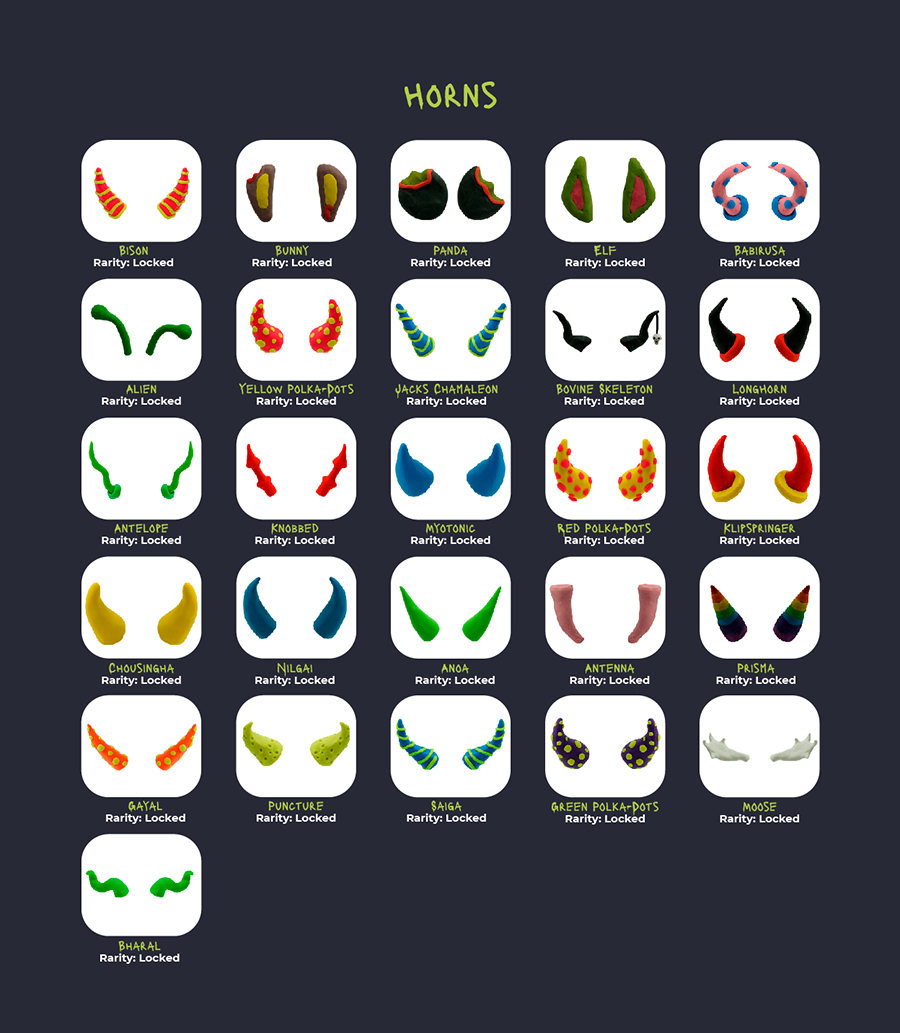 HORNS
BISON
Rarity: Locked
BUNNY
Rarity: Locked
PANDA
Rarity: Locked
ELF
Rarity: Locked
BABIRUSA
Rarity: Locked
ALIEN
Rarity: Locked
YELLOW POLKA-DOTS
Rarity: Locked
JACKS CHAMALEON
Rarity: Locked
BOVINE SKELETON
Rarity: Locked
LONGHORN
Rarity: Locked
ANTELOPE
Rarity: Locked
KNOBBED
Rarity: Locked
MYOTONIC
Rarity: Locked
RED POLKA-DOTS
Rarity: Locked
KLIPSPRINGER
Rarity: Locked
CHOUSINGHA
Rarity: Locked
NILGAI
Rarity: Locked
ANOA
Rarity: Locked
ANTENNA
Rarity: Locked
PRISMA
Rarity: Locked
GAYAL
Rarity: Locked
PUNCTURE
Rarity: Locked
SAIGA
Rarity: Locked
GREEN POLKA-DOTS
Rarity: Locked
MOOSE
Rarity: Locked
BHARAL
Rarity: Locked